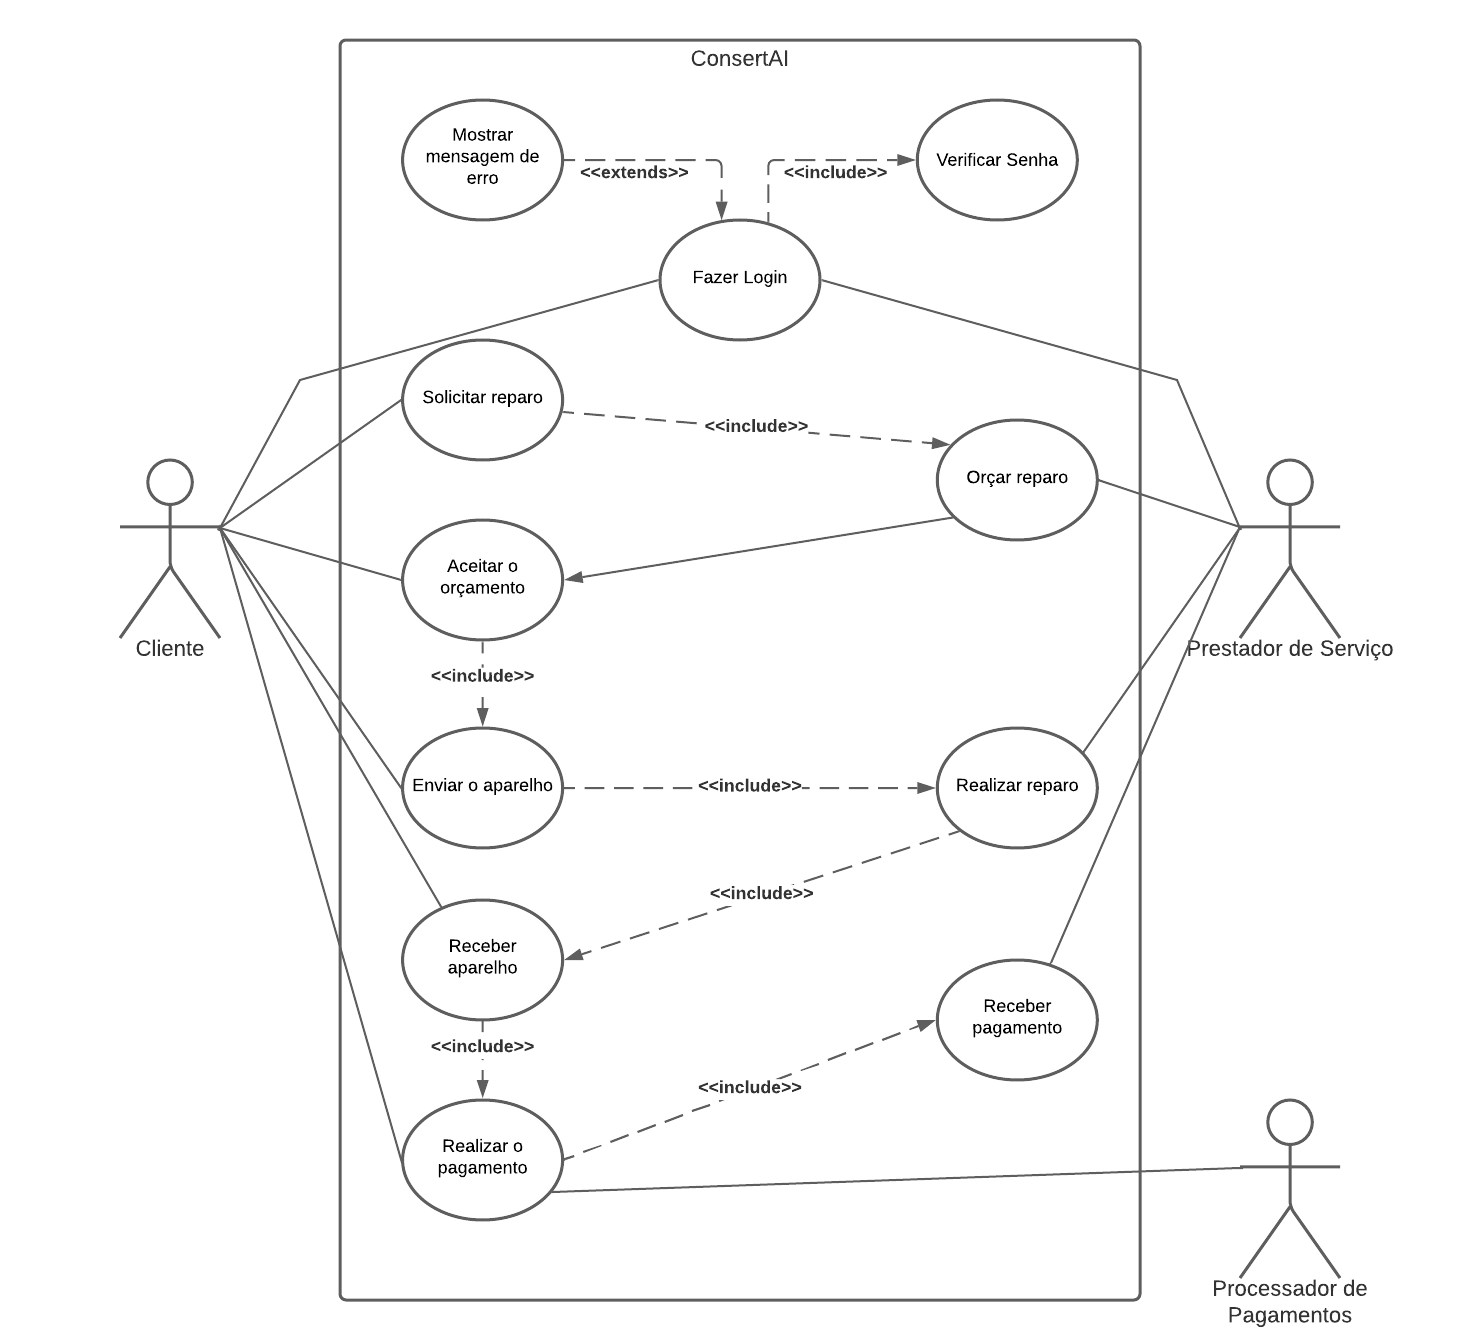 ConsertAI
Mostrar
mensagem de
erro
<<extends>>
<<include>>
Verificar Senha
Fazer Login
Solicitar reparo
<<include>>
Orçar reparo
Aceitar o
orçamento
<<include>>
Cliente
Prestador de Serviço
Enviar o aparelho
<<include>>
Realizar reparo
<<include>>
Receber
aparelho
<<include>>
Receber
pagamento
<<include>>
Realizar o
pagamento
Processador de
Pagamentos